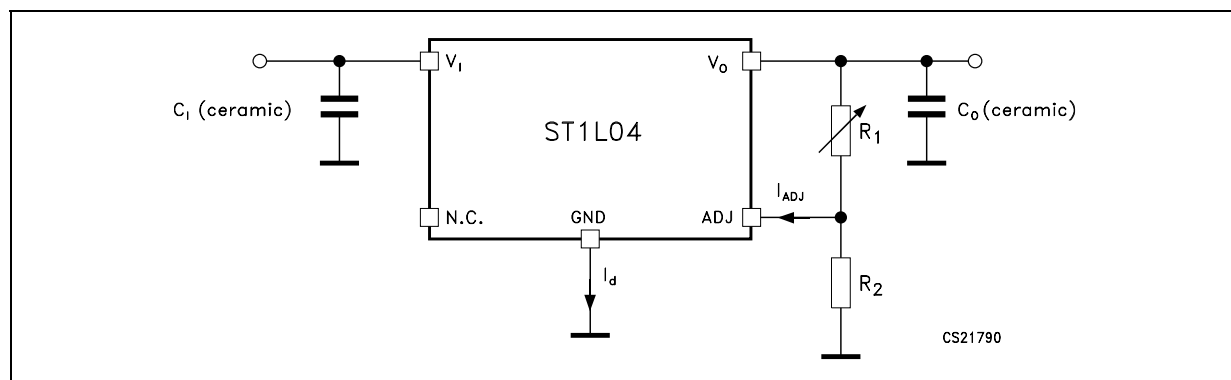 V_I
V_O
C_I (ceramic)
ST1L04
R_1
C_O (ceramic)
I_ADJ
N.C.
GND
ADJ
I_d
R_2
CS21790